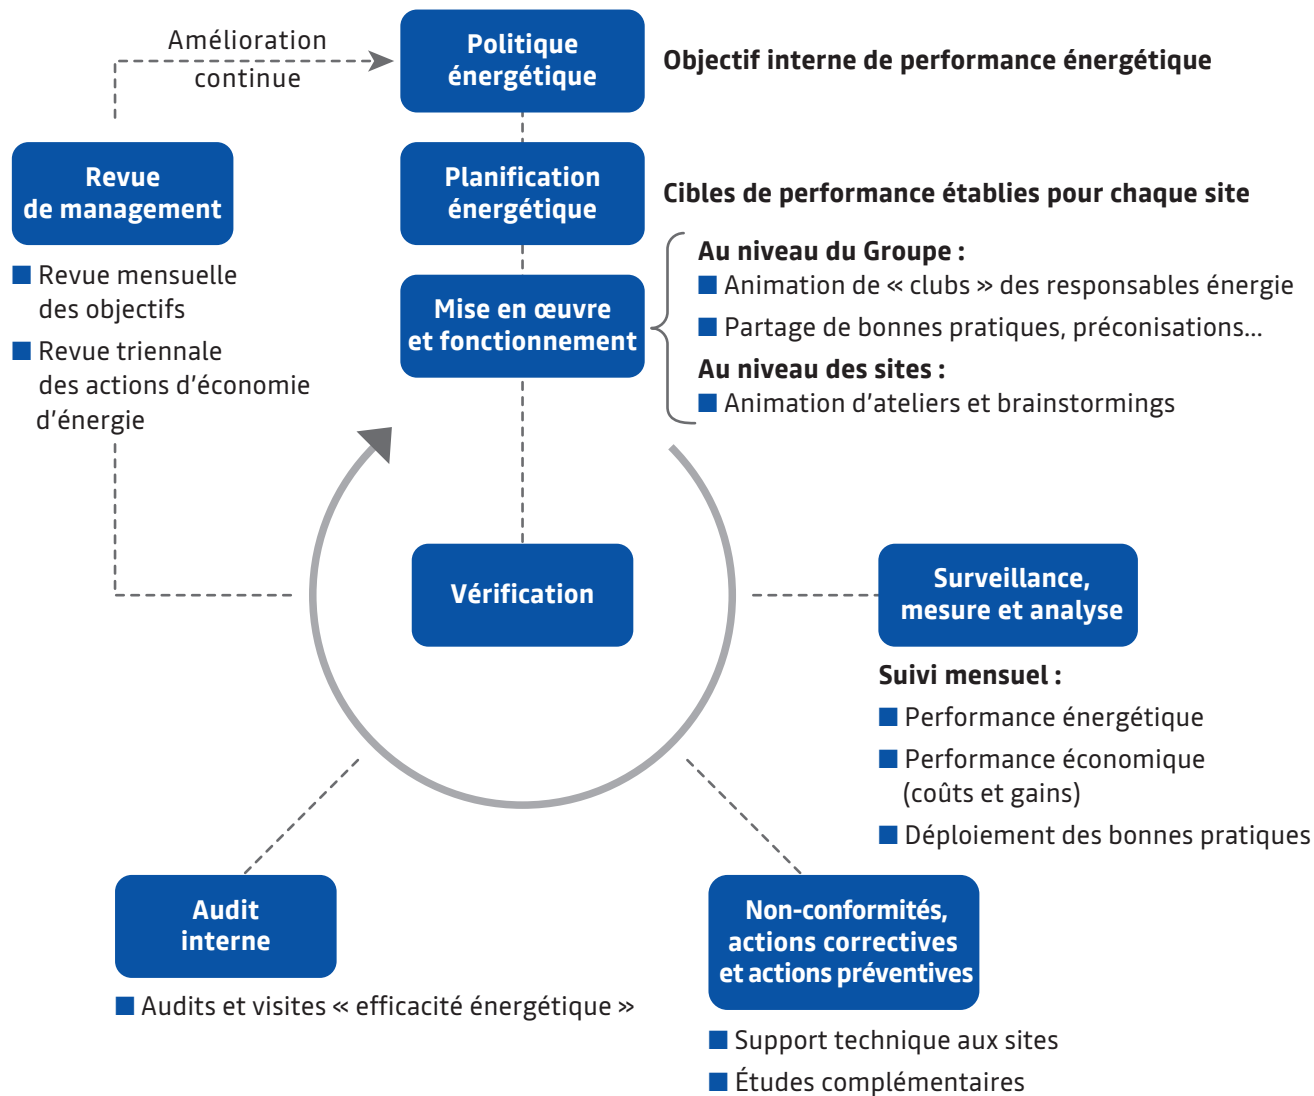 Amélioration
continue
Politique
énergétique
Objectif interne de performance énergétique
Revue
de management
■ Revue mensuelle
des objectifs
■ Revue triennale
des actions d’économie
d’énergie
Planification
énergétique
Cibles de performance établies pour chaque site
Mise en œuvre
et fonctionnement
Au niveau du Groupe :
■ Animation de « clubs » des responsables énergie
■ Partage de bonnes pratiques, préconisations...
Au niveau des sites :
■ Animation d’ateliers et brainstormings
Vérification
Surveillance,
mesure et analyse
Suivi mensuel :
■ Performance énergétique
■ Performance économique
(coûts et gains)
■ Déploiement des bonnes pratiques
Audit
interne
■ Audits et visites « efficacité énergétique »
Non-conformités,
actions correctives
et actions préventives
■ Support technique aux sites
■ Études complémentaires